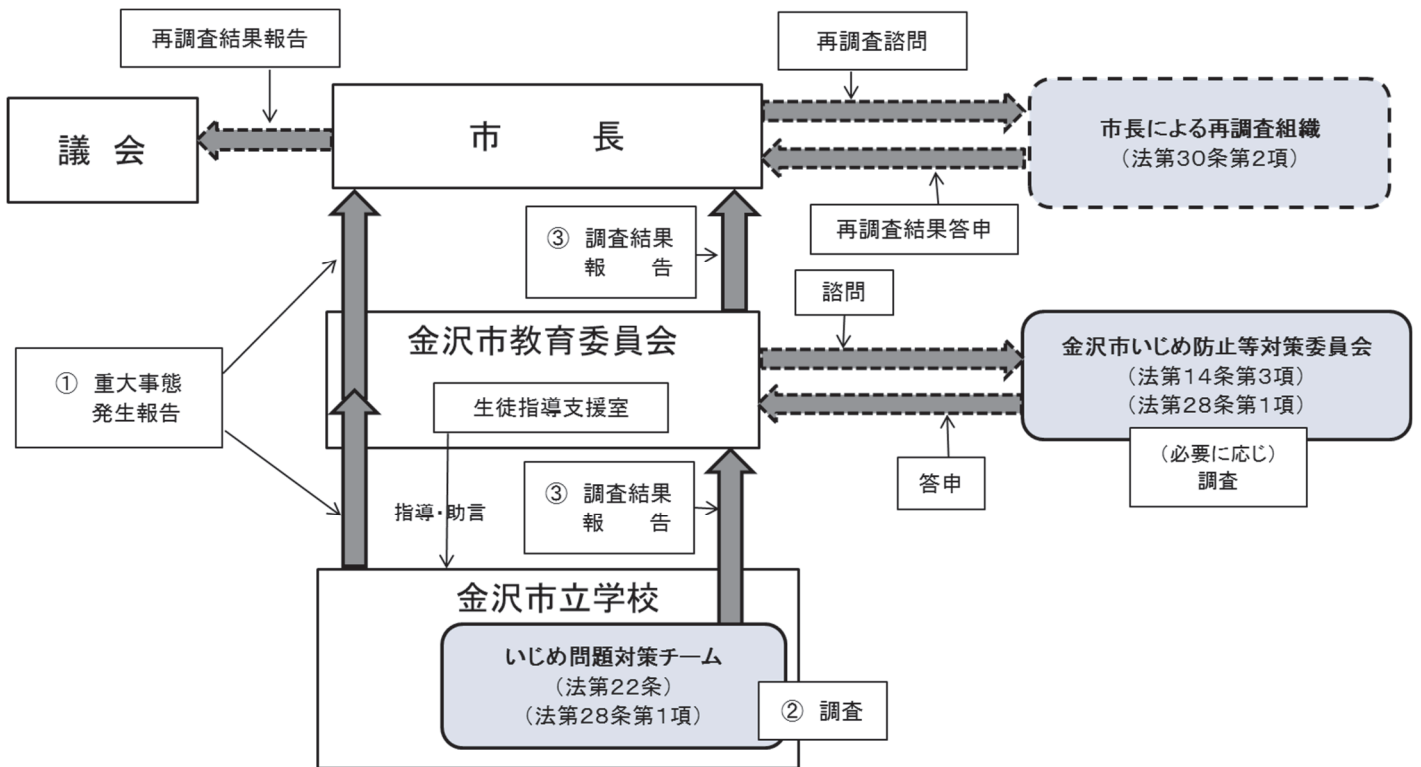 再調査結果報告
再調査諮問
議 会
市 長
市長による再調査組織
（法第30条第2項）
再調査結果答申
③ 調査結果
報 告
諮問
① 重大事態
発生報告
金沢市教育委員会
生徒指導支援室
金沢市いじめ防止等対策委員会
（法第14条第3項）
（法第28条第1項）
（必要に応じ）
調査
答申
指導・助言
③ 調査結果
報 告
金沢市立学校
いじめ問題対策チーム
（法第22条）
（法第28条第1項）
② 調査